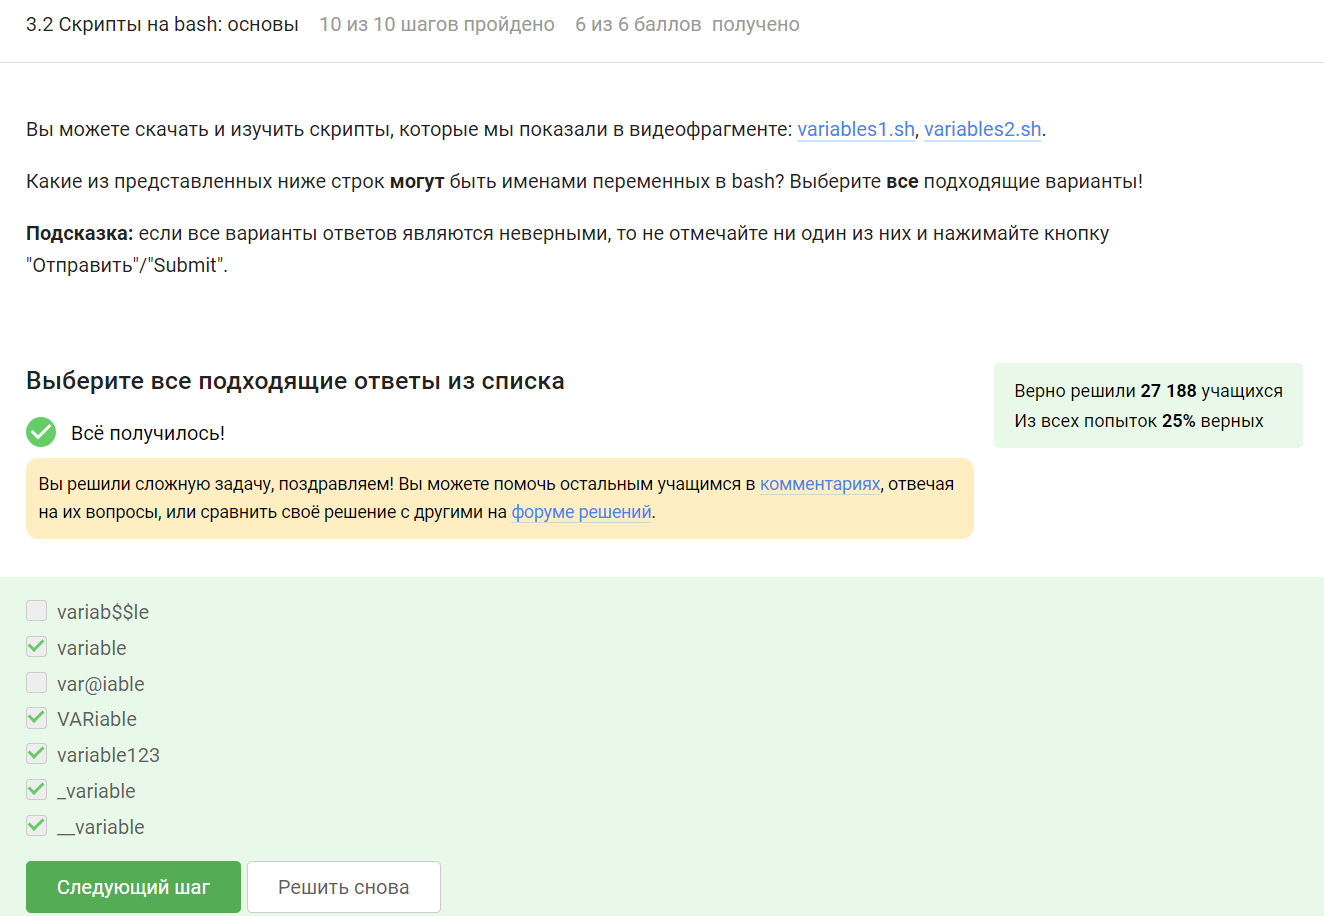 3.2 Скрипты на bash: основы 10 из 10 шагов пройдено 6 из 6 баллов получено
Вы можете скачать и изучить скрипты, которые мы показали в видеофрагменте: variables1.sh, variables2.sh.
Какие из представленных ниже строк могут быть именами переменных в bash? Выберите все подходящие варианты!
Подсказка: если все варианты ответов являются неверными, то не отмечайте ни один из них и нажимайте кнопку
"Отправить"/"Submit".
Выберите все подходящие ответы из списка
Верно решили 27 188 учащихся
Из всех попыток 25% верных
Всё получилось!
Вы решили сложную задачу, поздравляем! Вы можете помочь остальным учащимся в комментариях, отвечая
на их вопросы, или сравнить своё решение с другими на форуме решений.
variab$$le
variable
var@iable
VARiable
variable123
_variable
__variable
Следующий шаг Решить снова